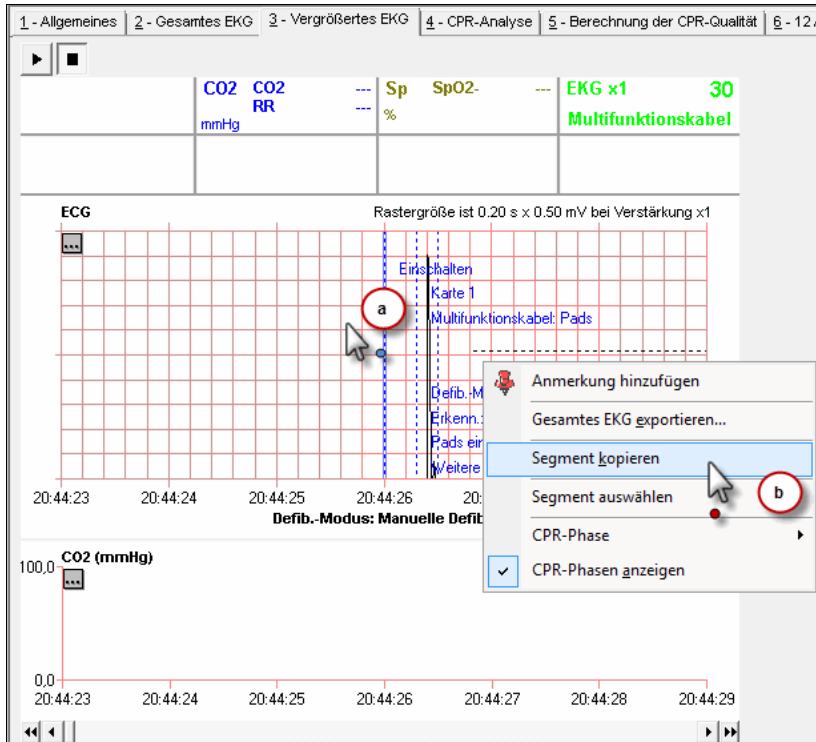 1 - Allgemeines 2 - Gesamtes EKG 3 - Vergrößertes EKG 4 - CPR-Analyse 5 - Berechnung der CPR-Qualität 6 - 12
CO2 CO2 --- Sp SpO2- --- EKG x1 30
RR --- %
mmHg Multifunktionskabel
ECG Rastergröße ist 0.20 s x 0.50 mV bei Verstärkung x1
...
Einschalten
a
Karte 1
Multifunktionskabel: Pads
Defib.-M
Erkenn.:
Pads ein
Weitere
Anmerkung hinzufügen
Gesamtes EKG exportieren...
Segment kopieren
Segment auswählen
b
CPR-Phase
CPR-Phasen anzeigen
20:44:23 20:44:24 20:44:25 20:44:26 20:
Defib.-Modus: Manuelle Defib
CO2 (mmHg)
100,0
...
0,0
20:44:23 20:44:24 20:44:25 20:44:26 20:44:27 20:44:28 20:44:29